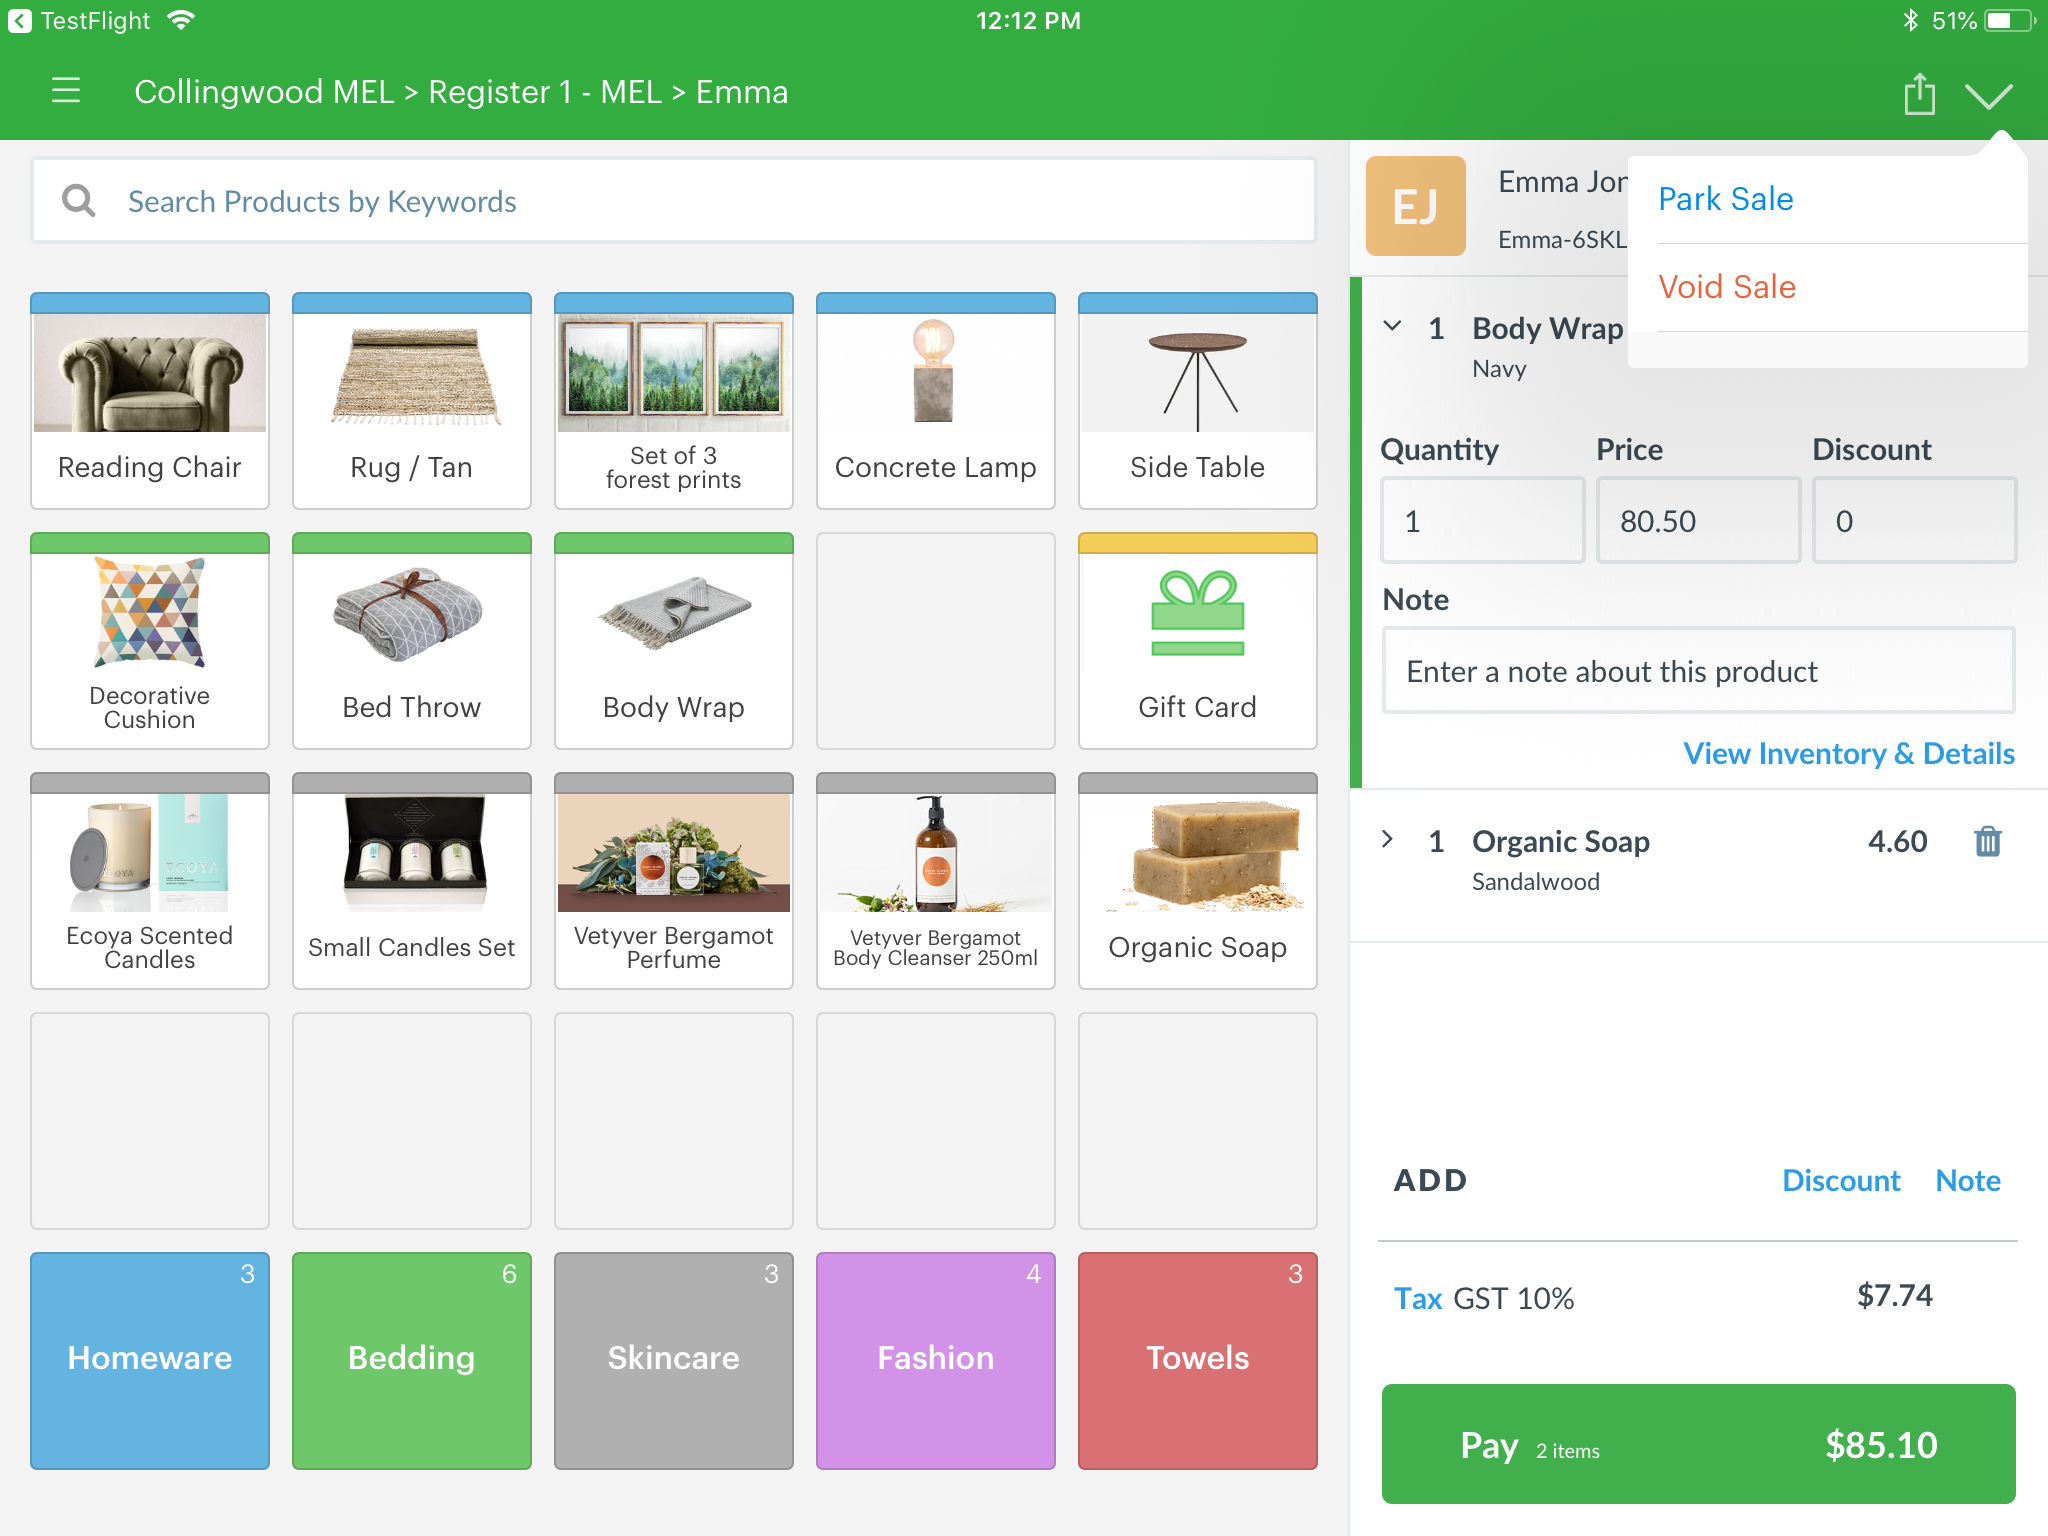 TestFlight
12:12 PM
51%
Collingwood MEL > Register 1 - MEL > Emma
Search Products by Keywords
Reading Chair
Rug / Tan
Set of 3
forest prints
Concrete Lamp
Side Table
Decorative
Cushion
Bed Throw
Body Wrap
Gift Card
ECOYA
Ecoya Scented
Candles
Small Candles Set
Vetyver Bergamot
Perfume
Vetyver Bergamot
Body Cleanser 250ml
Organic Soap
3
Homeware
6
Bedding
3
Skincare
4
Fashion
3
Towels
EJ
Emma Jon
Emma-6SKL
Park Sale
Void Sale
1 Body Wrap
Navy
Quantity Price Discount
1 80.50 0
Note
Enter a note about this product
View Inventory & Details
1 Organic Soap 4.60
Sandalwood
ADD Discount Note
Tax GST 10% $7.74
Pay 2 items $85.10